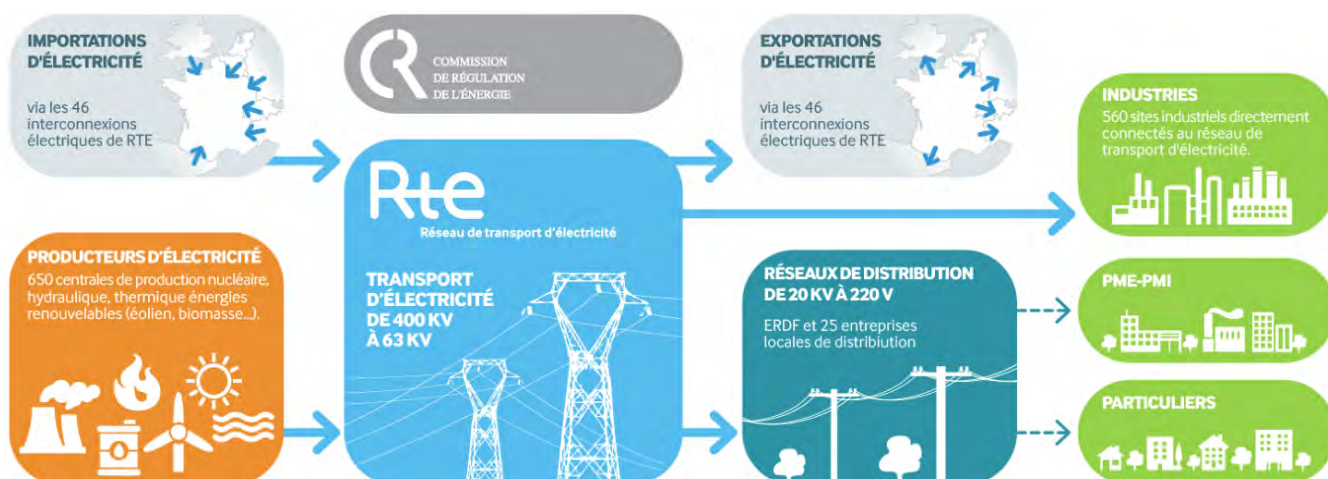 IMPORTATIONS
D'ÉLECTRICITÉ
via les 46
interconnexions
électriques de RTE
CR
COMMISSION
DE RÉGULATION
DE L'ÉNERGIE
EXPORTATIONS
D'ÉLECTRICITÉ
via les 46
interconnexions
électriques de RTE
INDUSTRIES
560 sites industriels directement
connectés au réseau de
transport d'électricité.
PRODUCTEURS D'ÉLECTRICITÉ
650 centrales de production nucléaire,
hydraulique, thermique énergies
renouvelables (éolien, biomasse...).
Rte
Réseau de transport d'électricité
TRANSPORT
D'ÉLECTRICITÉ
DE 400 KV
À 63 KV
RÉSEAUX DE DISTRIBUTION
DE 20 KV À 220 V
ERDF et 25 entreprises
locales de distribiution
PME-PMI
PARTICULIERS